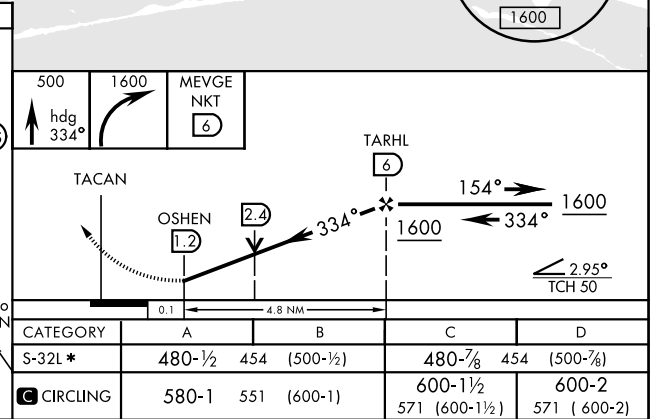 1600
500
1600
MEVGE
NKT
6
hdg
334°
TARHL
6
TACAN
154°
1600
OSHEN
2.4
334°
334°
1.2
1600
2.95°
TCH 50
0.1
4.8 NM
CATEGORY A B C D
S-32L * 480-½ 454 (500-½) 480-⅞ 454 (500-⅞)
C CIRCLING 580-1 551 (600-1) 600-1½ 600-2
571 (600-1½) 571 ( 600-2)